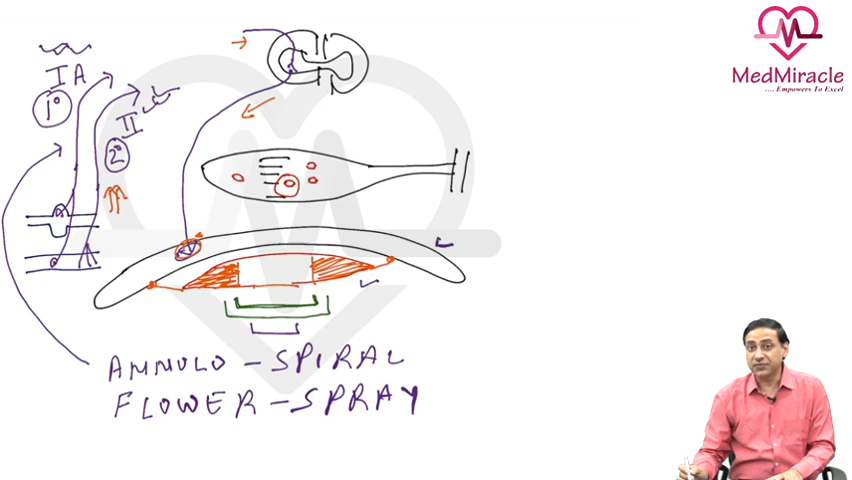 MedMiracle
.... Empowers To Excel
IA
1°
II
2°
ANNULO - SPIRAL
FLOWER - SPRAY